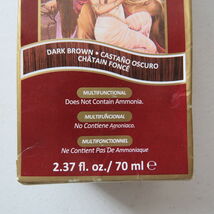 DARK BROWN • CASTAÑO OSCURO
CHÂTAIN FONCÉ
MULTIFUNCTIONAL
Does Not Contain Ammonia.
MULTIFUNCIONAL
No Contiene Agroniaco.
MULTIFONCTIONNEL
Ne Contient Pas De Ammoniaque
2.37 fl. oz./ 70 ml e